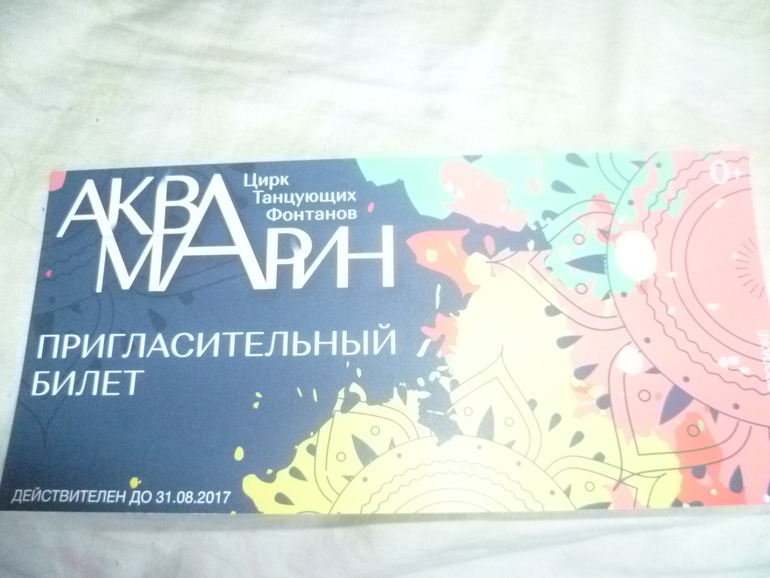 АКВА
МАРИН
Цирк
Танцующих
Фонтанов
0+
ПРИГЛАСИТЕЛЬНЫЙ
БИЛЕТ
ДЕЙСТВИТЕЛЕН ДО 31.08.2017